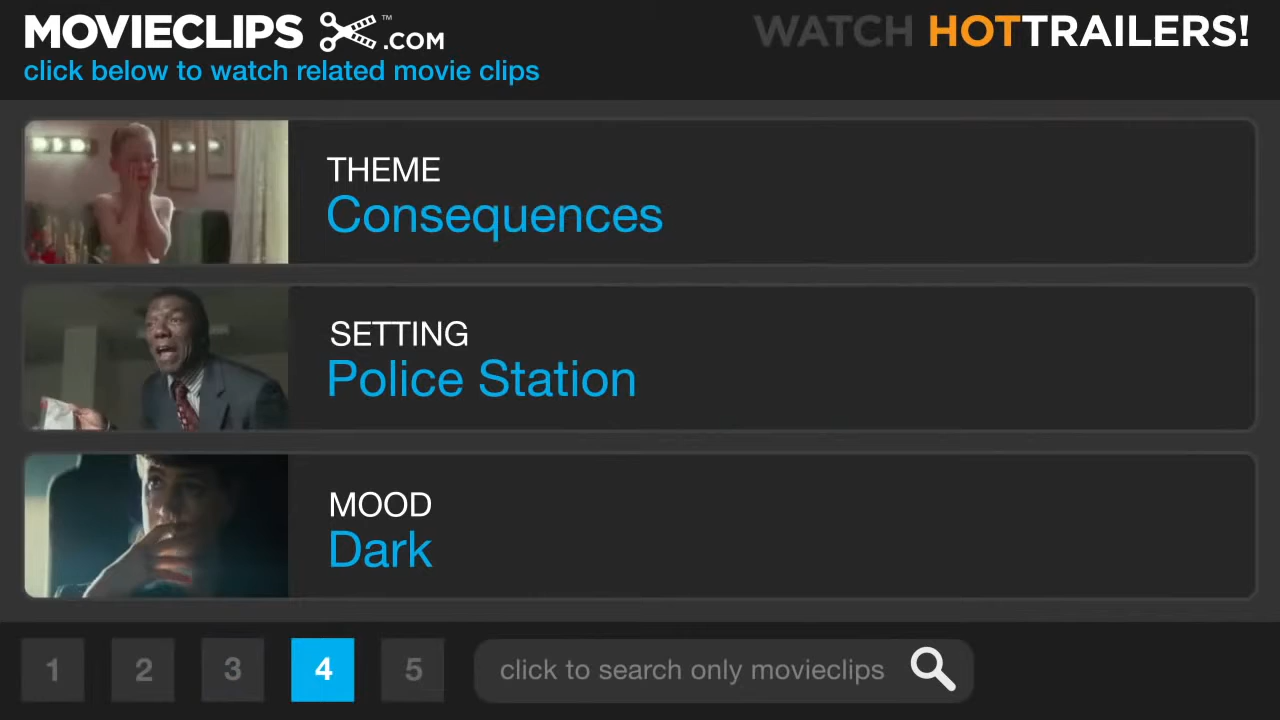 MOVIECLIPS ™ .COM
WATCH HOTTRAILERS!
click below to watch related movie clips
THEME
Consequences
SETTING
Police Station
MOOD
Dark
1 2 3 4 5
click to search only movieclips